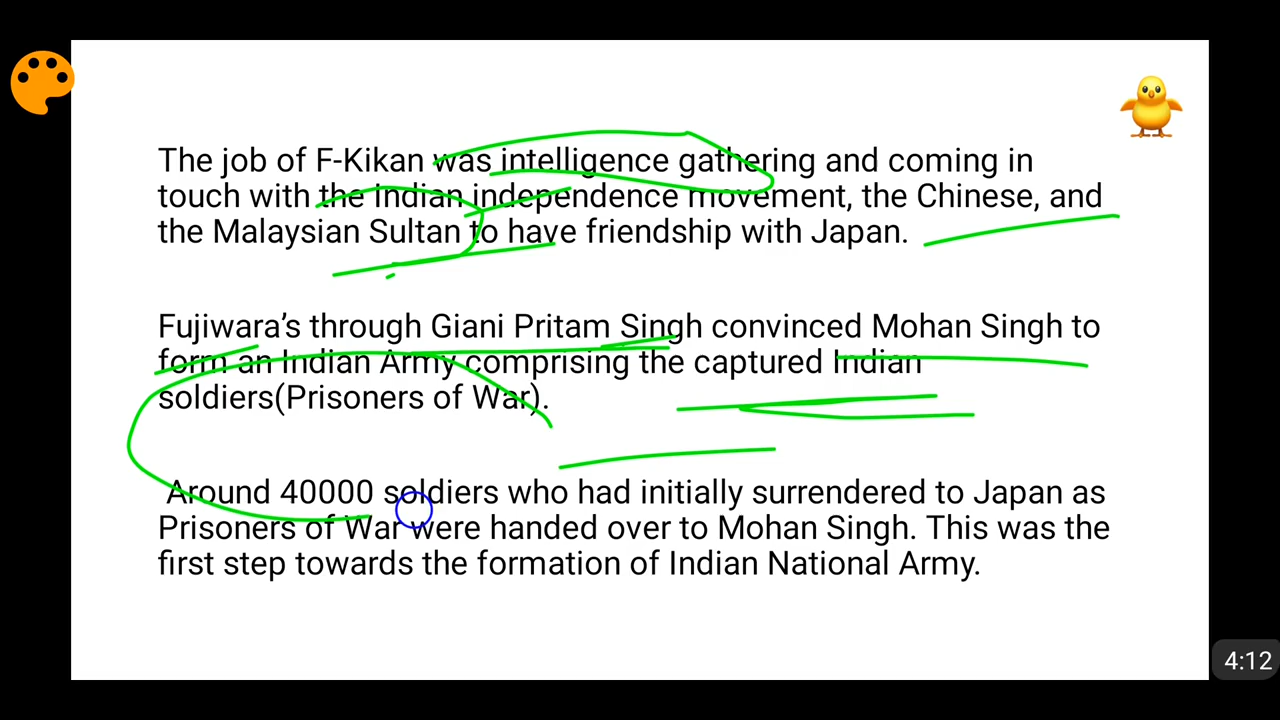 The job of F-Kikan was intelligence gathering and coming in
touch with the Indian independence movement, the Chinese, and
the Malaysian Sultan to have friendship with Japan.
Fujiwara’s through Giani Pritam Singh convinced Mohan Singh to
form an Indian Army comprising the captured Indian
soldiers(Prisoners of War).
Around 40000 soldiers who had initially surrendered to Japan as
Prisoners of War were handed over to Mohan Singh. This was the
first step towards the formation of Indian National Army.
4:12